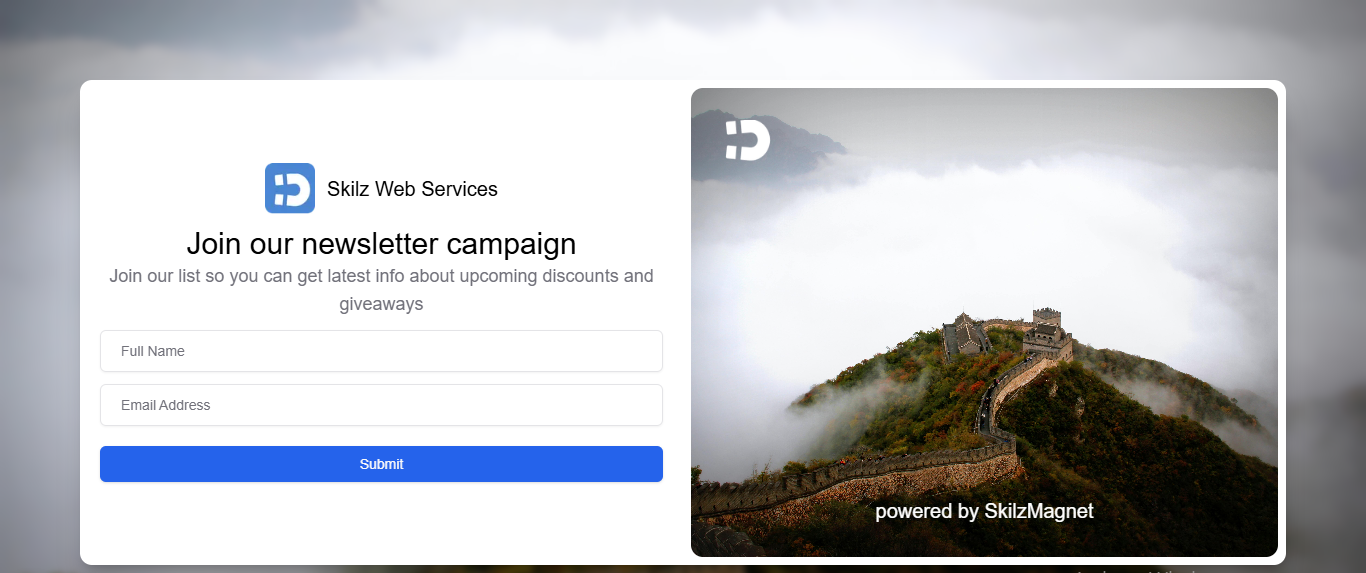 Skilz Web Services
Join our newsletter campaign
Join our list so you can get latest info about upcoming discounts and
giveaways
Full Name
Email Address
Submit
powered by SkilzMagnet